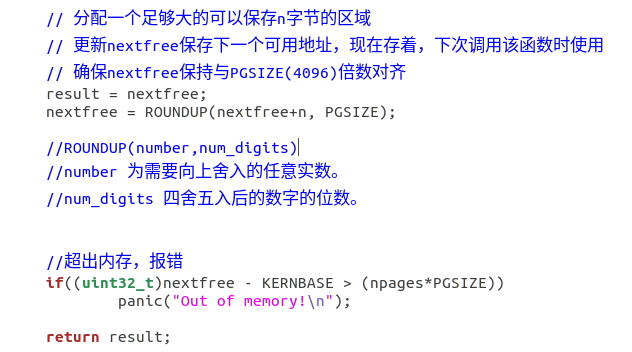 // 分配一个足够大的可以保存n字节的区域
// 更新nextfree保存下一个可用地址，现在存着，下次调用该函数时使用
// 确保nextfree保持与PGSIZE(4096)倍数对齐
result = nextfree;
nextfree = ROUNDUP(nextfree+n, PGSIZE);
//ROUNDUP(number,num_digits)
//number 为需要向上舍入的任意实数。
//num_digits 四舍五入后的数字的位数。
//超出内存，报错
if((uint32_t)nextfree - KERNBASE > (npages*PGSIZE))
panic("Out of memory!\n");
return result;